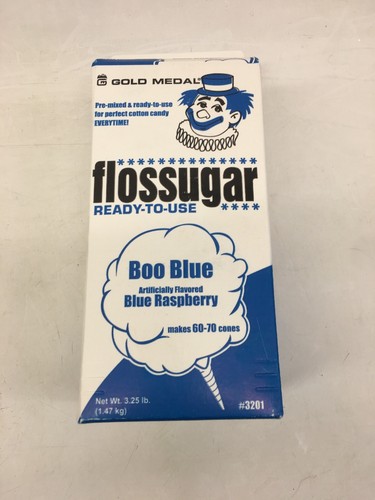 GOLD MEDAL
Pre-mixed & ready-to-use
for perfect cotton candy
EVERYTIME!
flossugar
READY-TO-USE
Boo Blue
Artificially Flavored
Blue Raspberry
makes 60-70 cones
Net Wt. 3.25 lb.
(1.47 kg)
#3201